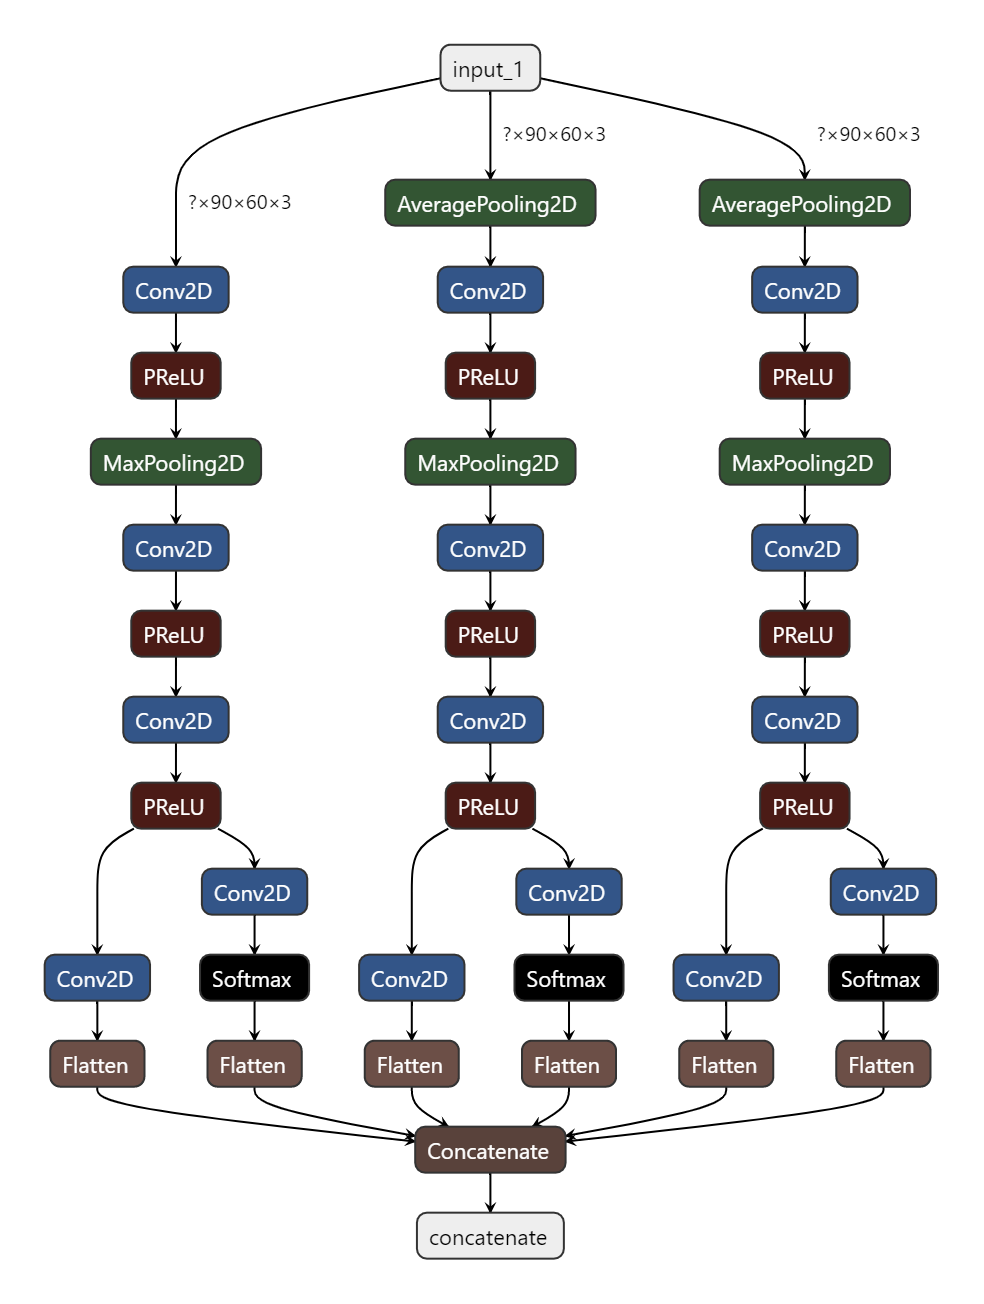 input_1
?×90×60×3
?×90×60×3
?×90×60×3
AveragePooling2D
AveragePooling2D
Conv2D
Conv2D
Conv2D
PReLU
PReLU
PReLU
MaxPooling2D
MaxPooling2D
MaxPooling2D
Conv2D
Conv2D
Conv2D
PReLU
PReLU
PReLU
Conv2D
Conv2D
Conv2D
PReLU
PReLU
PReLU
Conv2D
Conv2D
Conv2D
Conv2D
Softmax
Conv2D
Softmax
Conv2D
Softmax
Flatten
Flatten
Flatten
Flatten
Flatten
Flatten
Concatenate
concatenate